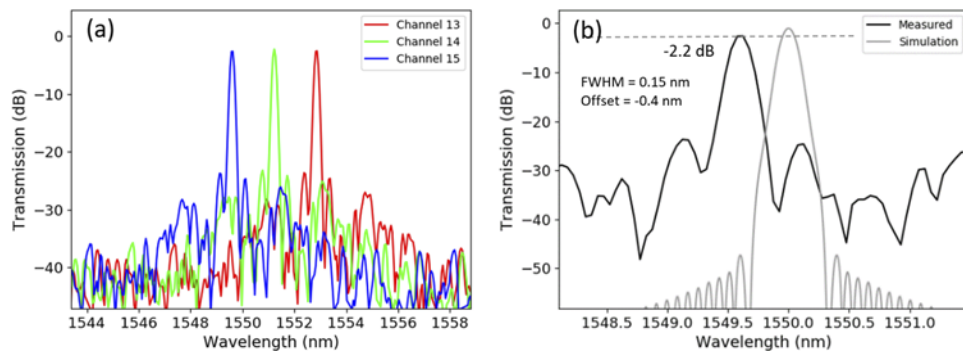 (a)
Channel 13
Channel 14
Channel 15
Transmission (dB)
0
−10
−20
−30
−40
1544 1546 1548 1550 1552 1554 1556 1558
Wavelength (nm)
(b)
Measured
Simulation
-2.2 dB
FWHM = 0.15 nm
Offset = -0.4 nm
Transmission (dB)
0
−10
−20
−30
−40
−50
1548.5 1549.0 1549.5 1550.0 1550.5 1551.0
Wavelength (nm)